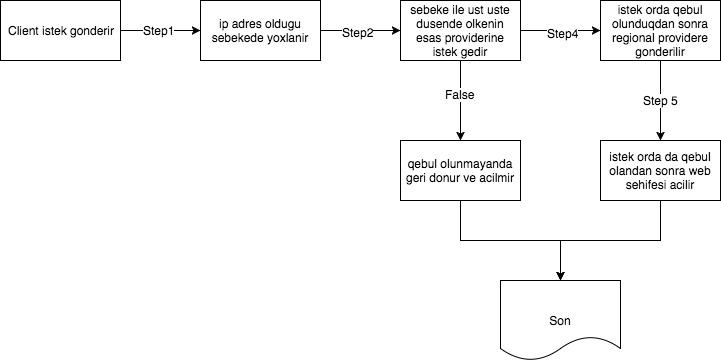 Client istek gonderir
Step1
ip adres oldugu
sebekede yoxlanir
Step2
sebeke ile ust uste
dusende olkenin
esas providerine
istek gedir
Step4
istek orda qebul
olunduqdan sonra
regional providere
gonderilir
False
Step 5
qebul olunmayanda
geri donur ve acilmir
istek orda da qebul
olandan sonra web
sehifesi acilir
Son